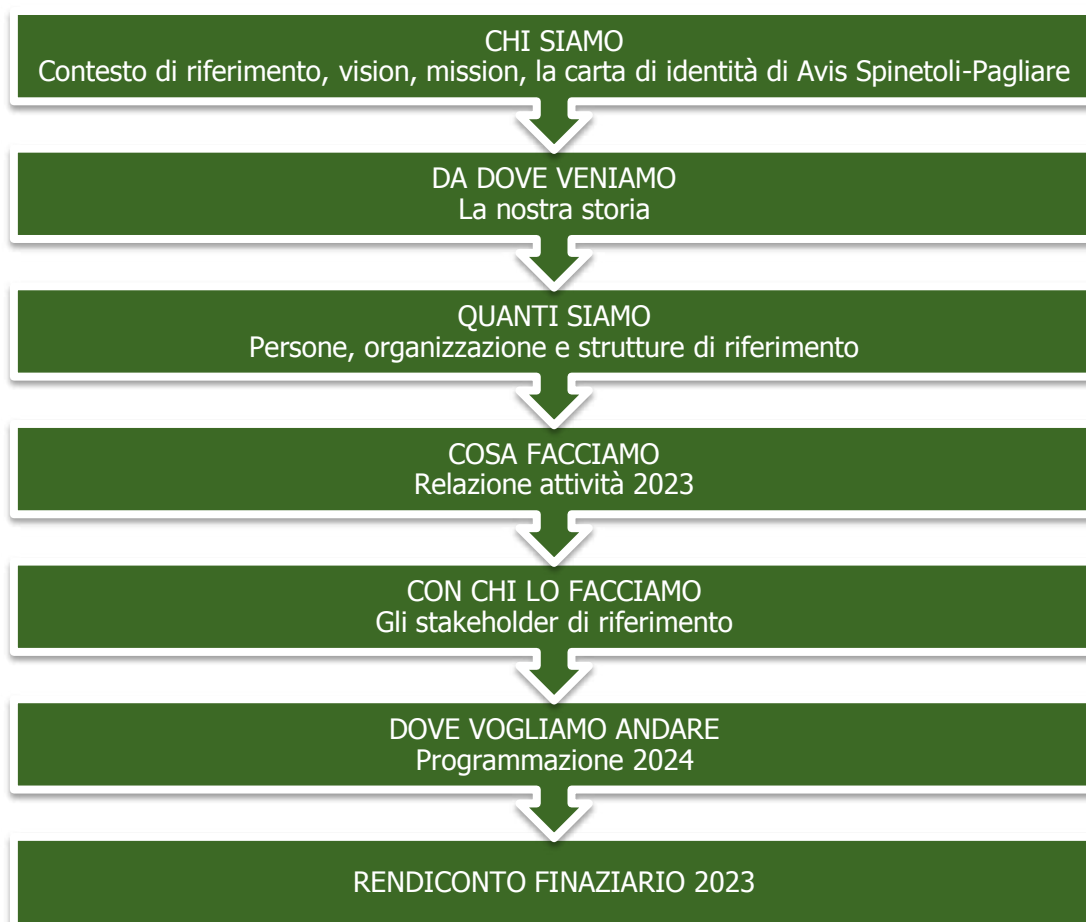 CHI SIAMO
Contesto di riferimento, vision, mission, la carta di identità di Avis Spinetoli-Pagliare
DA DOVE VENIAMO
La nostra storia
QUANTI SIAMO
Persone, organizzazione e strutture di riferimento
COSA FACCIAMO
Relazione attività 2023
CON CHI LO FACCIAMO
Gli stakeholder di riferimento
DOVE VOGLIAMO ANDARE
Programmazione 2024
RENDICONTO FINAZIARIO 2023